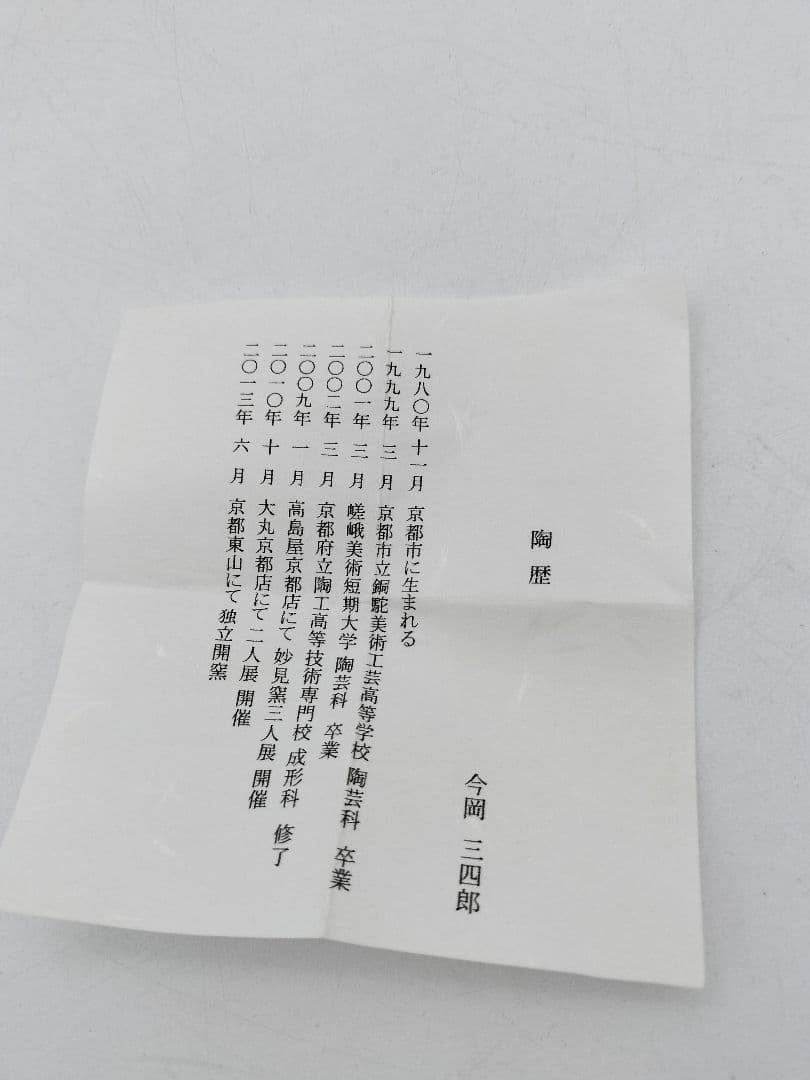 陶歴
今岡 三四郎
一九八〇年 十一月 京都市に生まれる
一九九九年 三月 京都市立銅駝美術工芸高等学校 陶芸科 卒業
二〇〇一年 三月 嵯峨美術短期大学 陶芸科 卒業
二〇〇二年 三月 京都府立陶工高等技術専門校 成形科 修了
二〇〇九年 一月 高島屋京都店にて 妙見窯三人展 開催
二〇一〇年 十月 大丸京都店にて 二人展 開催
二〇一三年 六月 京都東山にて 独立開窯